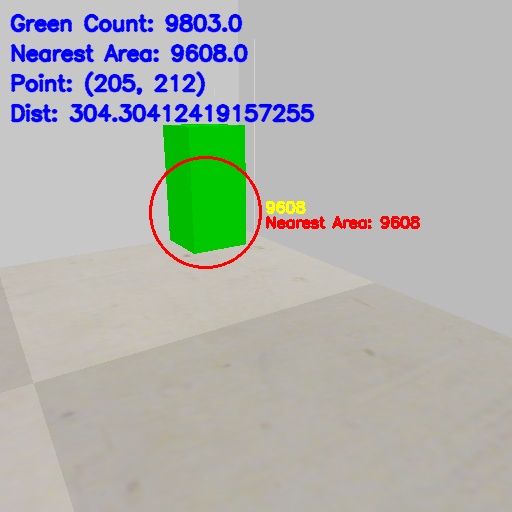 Green Count: 9803.0
Nearest Area: 9608.0
Point: (205, 212)
Dist: 304.30412419157255
9608
Nearest Area: 9608